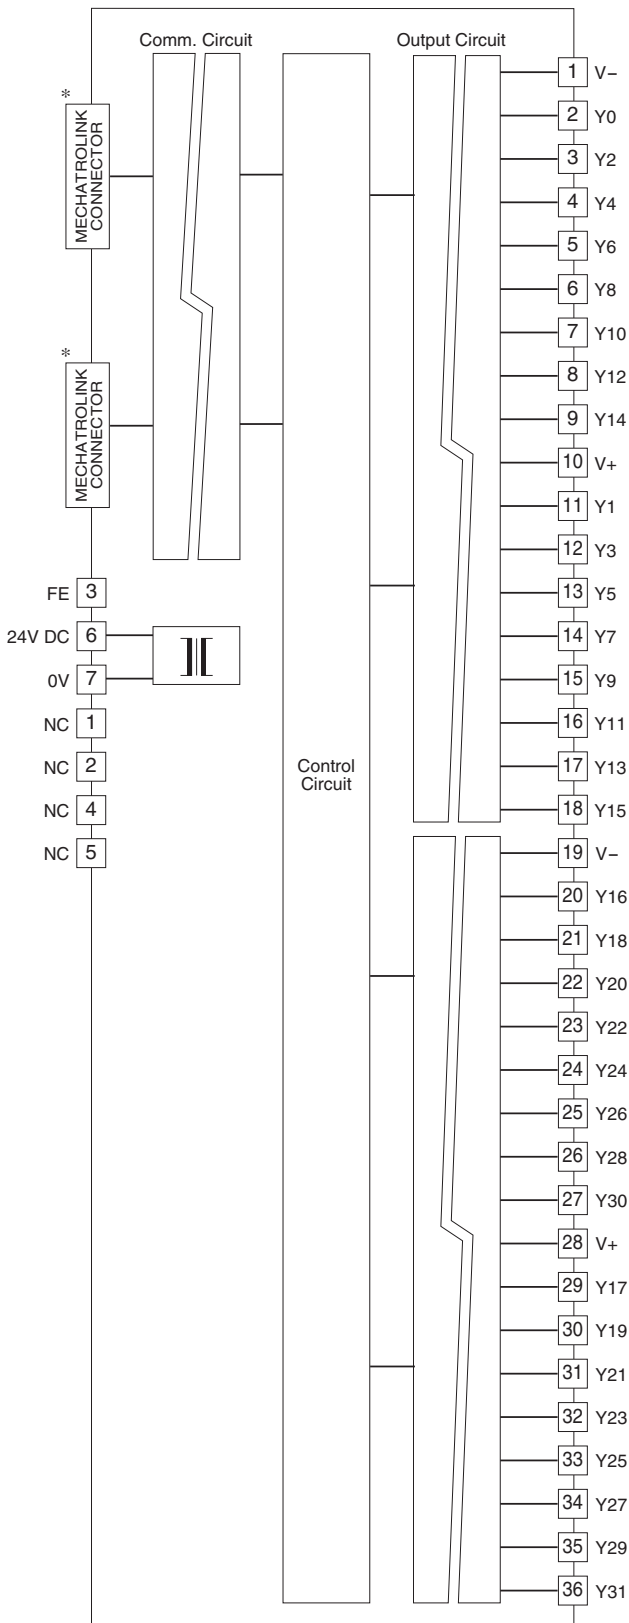 Comm. Circuit
Output Circuit
*
MECHATROLINK
CONNECTOR
*
MECHATROLINK
CONNECTOR
FE 3
24V DC 6
0V 7
NC 1
NC 2
NC 4
NC 5
Control
Circuit
1 V−
2 Y0
3 Y2
4 Y4
5 Y6
6 Y8
7 Y10
8 Y12
9 Y14
10 V+
11 Y1
12 Y3
13 Y5
14 Y7
15 Y9
16 Y11
17 Y13
18 Y15
19 V−
20 Y16
21 Y18
22 Y20
23 Y22
24 Y24
25 Y26
26 Y28
27 Y30
28 V+
29 Y17
30 Y19
31 Y21
32 Y23
33 Y25
34 Y27
35 Y29
36 Y31